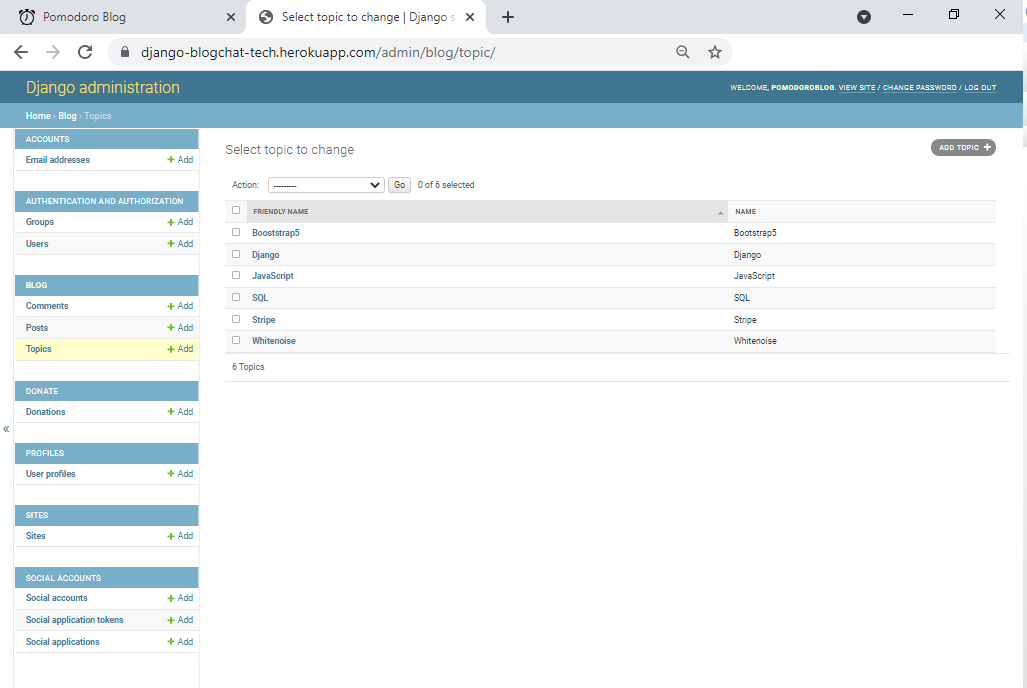 Pomodoro Blog
Select topic to change | Django s
django-blogchat-tech.herokuapp.com/admin/blog/topic/
Django administration
WELCOME, POMODOROBLOG. VIEW SITE / CHANGE PASSWORD / LOG OUT
Home › Blog › Topics
ACCOUNTS
Email addresses + Add
AUTHENTICATION AND AUTHORIZATION
Groups + Add
Users + Add
BLOG
Comments + Add
Posts + Add
Topics + Add
DONATE
Donations + Add
«
PROFILES
User profiles + Add
SITES
Sites + Add
SOCIAL ACCOUNTS
Social accounts + Add
Social application tokens + Add
Social applications + Add
Select topic to change
ADD TOPIC +
Action: --------- Go 0 of 6 selected
FRIENDLY NAME NAME
Booststrap5 Bootstrap5
Django Django
JavaScript JavaScript
SQL SQL
Stripe Stripe
Whitenoise Whitenoise
6 Topics